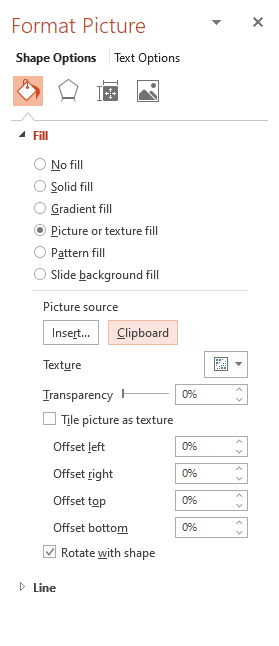 Format Picture
Shape Options Text Options
Fill
No fill
Solid fill
Gradient fill
Picture or texture fill
Pattern fill
Slide background fill
Picture source
Insert... Clipboard
Texture
Transparency 0%
Tile picture as texture
Offset left 0%
Offset right 0%
Offset top 0%
Offset bottom 0%
Rotate with shape
Line